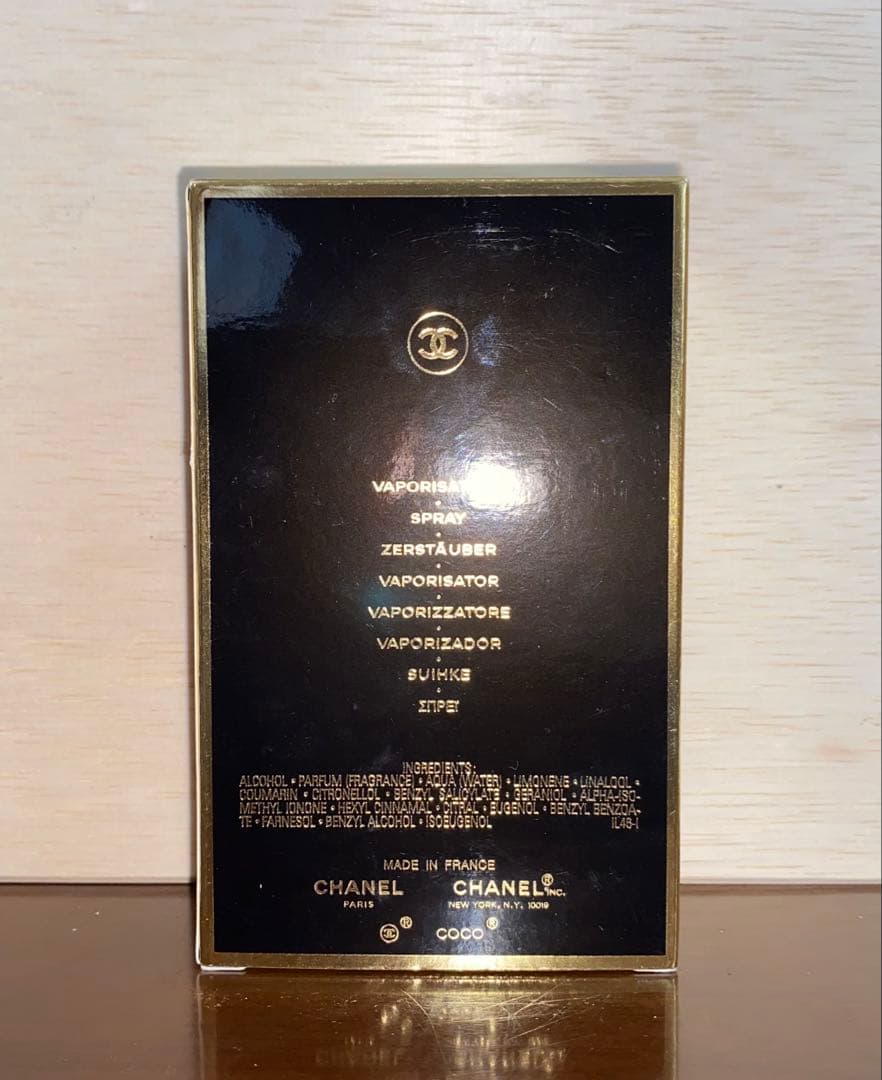 SPRAY
ZERSTÄUBER
VAPORISATOR
VAPORIZZATORE
VAPORIZADOR
SUIHKE
ΣΠΡΕΪ
INGREDIENTS:
ALCOHOL • PARFUM (FRAGRANCE) • AQUA (WATER) • LIMONENE • LINALOOL •
COUMARIN • CITRONELLOL • BENZYL SALICYLATE • GERANIOL • ALPHA-ISO-
METHYL IONONE • HEXYL CINNAMAL • CITRAL • EUGENOL • BENZYL BENZOA-
TE • FARNESOL • BENZYL ALCOHOL • ISOEUGENOL
MADE IN FRANCE
CHANEL CHANEL® INC.
PARIS NEW YORK, N.Y. 10019
® COCO®